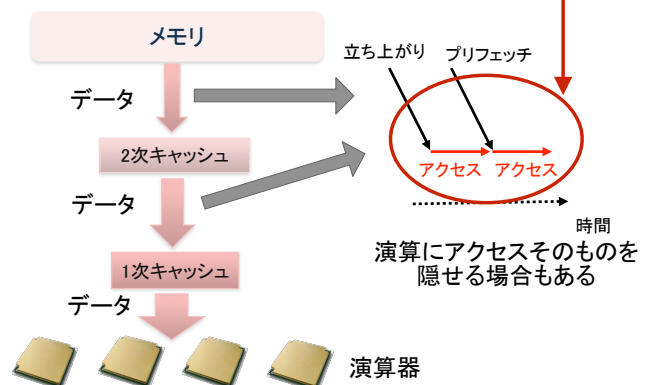 メモリ
立ち上がり
プリフェッチ
データ
2次キャッシュ
アクセス
アクセス
データ
時間
演算にアクセスそのものを
隠せる場合もある
1次キャッシュ
データ
演算器